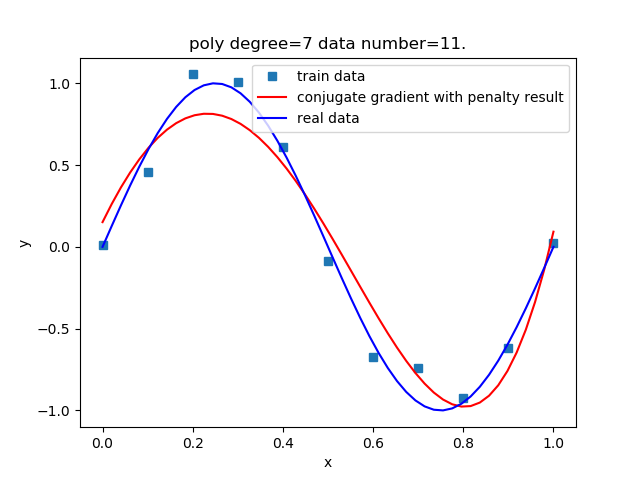 poly degree=7 data number=11.
train data
conjugate gradient with penalty result
real data
1.0
0.5
0.0
−0.5
−1.0
y
0.0 0.2 0.4 0.6 0.8 1.0
x